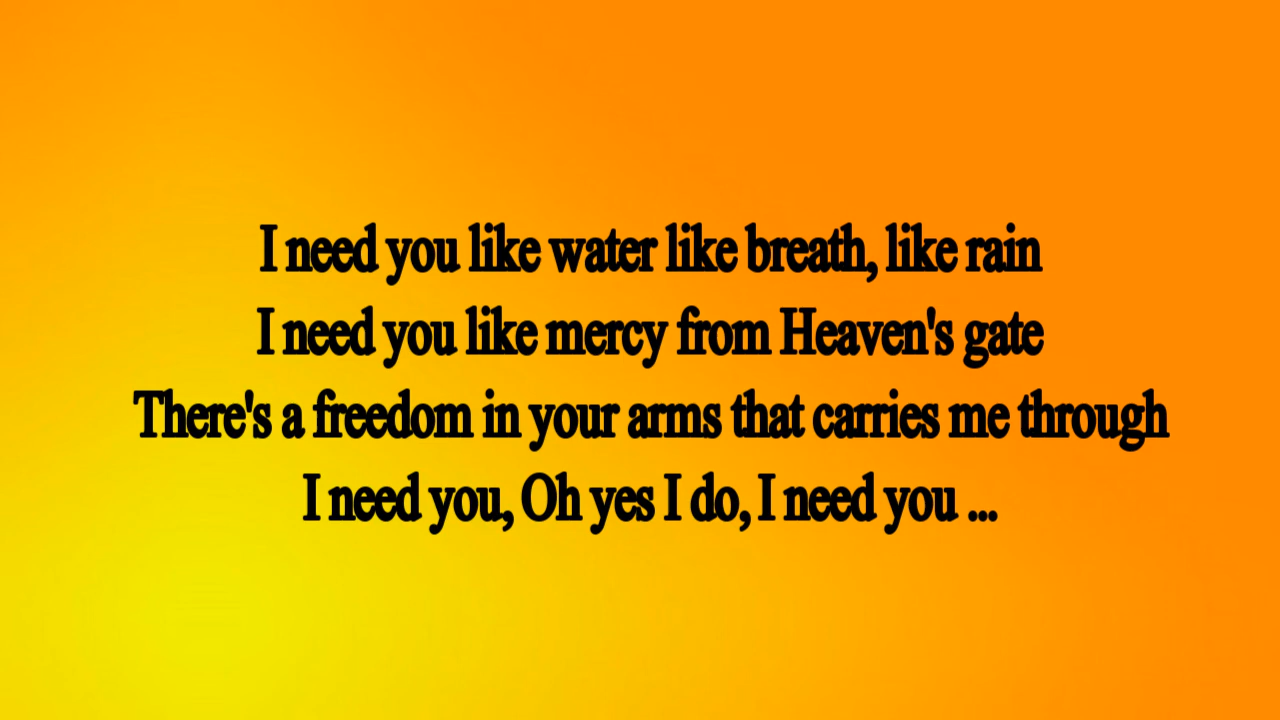 I need you like water like breath, like rain
I need you like mercy from Heaven's gate
There's a freedom in your arms that carries me through
I need you, Oh yes I do, I need you ...